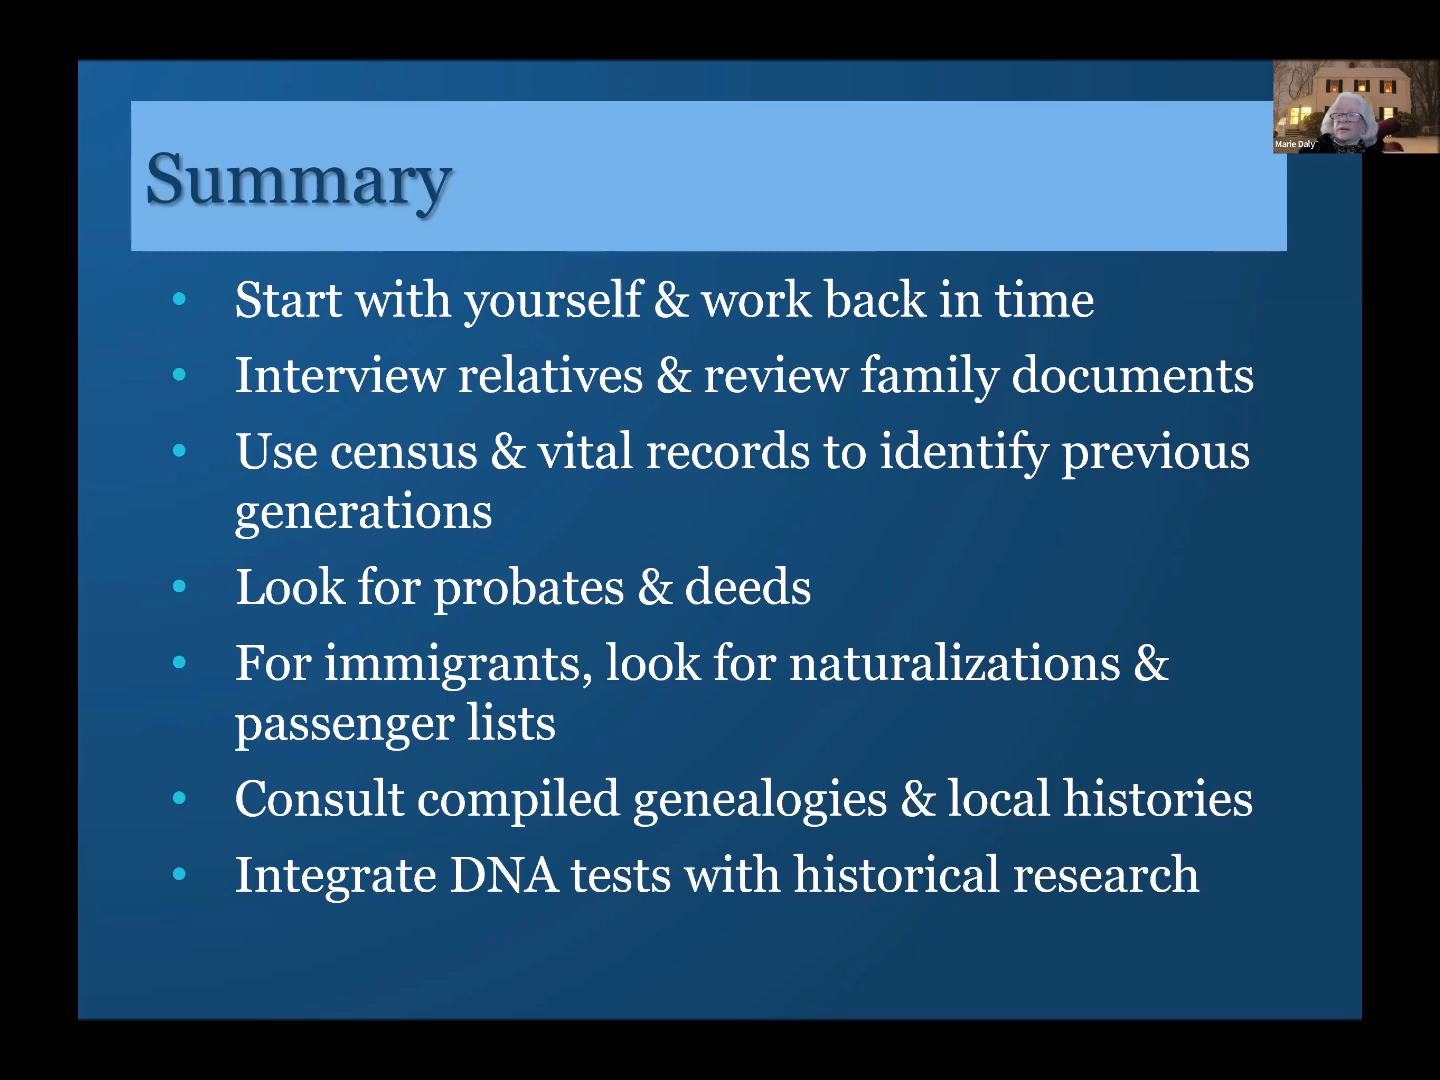 Summary
Marie Daly
• Start with yourself & work back in time
• Interview relatives & review family documents
• Use census & vital records to identify previous
generations
• Look for probates & deeds
• For immigrants, look for naturalizations &
passenger lists
• Consult compiled genealogies & local histories
• Integrate DNA tests with historical research